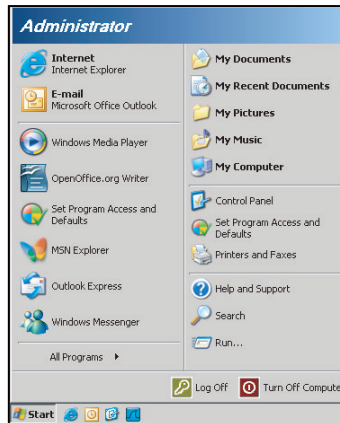 Administrator
Internet
Internet Explorer
E-mail
Microsoft Office Outlook
Windows Media Player
OpenOffice.org Writer
Set Program Access and
Defaults
MSN Explorer
Outlook Express
Windows Messenger
All Programs
My Documents
My Recent Documents
My Pictures
My Music
My Computer
Control Panel
Set Program Access and
Defaults
Printers and Faxes
Help and Support
Search
Run...
Log Off
Turn Off Compute
Start